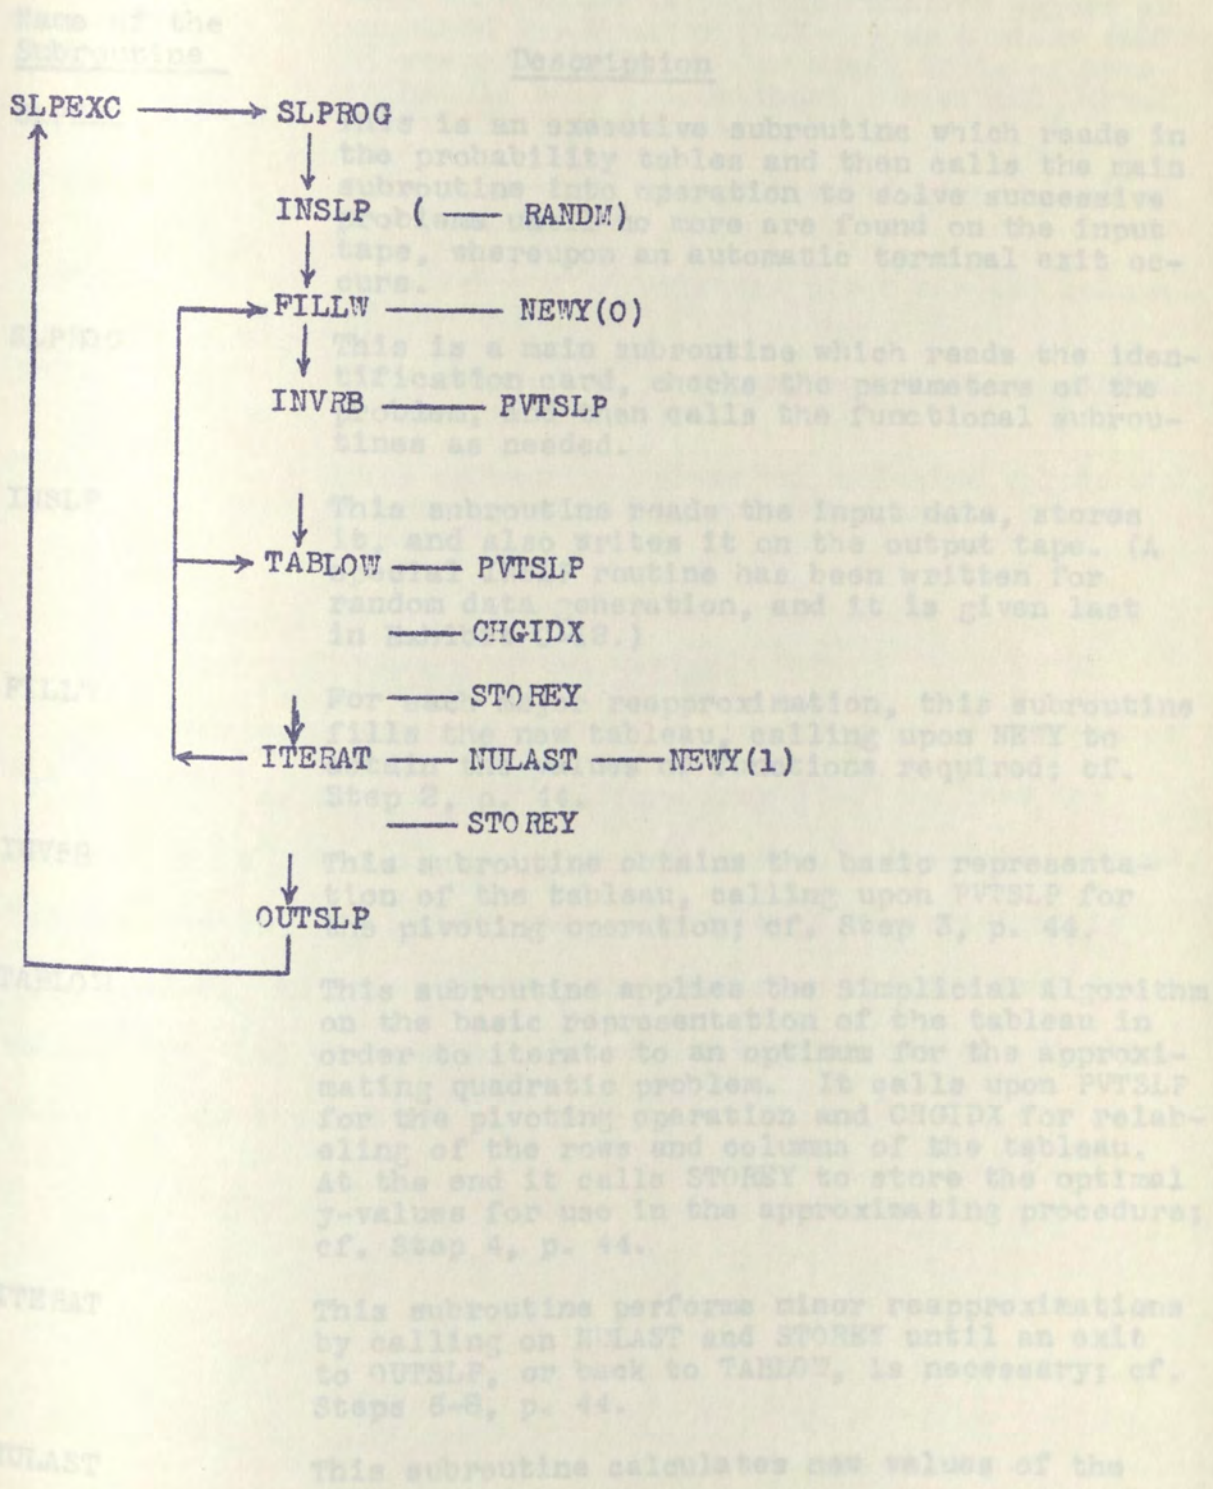 Name of the
Subroutine Description
SLPEXC SLPROG
This is an executive subroutine which reads in
the probability tables and then calls the main
subroutine into operation to solve successive
INSLP ( RANDM)
problems more are found on the input
tape, whereupon an automatic terminal exit oc-
curs.
FILLW NEWY(0)
SLPROG This is a main subroutine which reads the iden-
tification card, checks the parameters of the
INVRB PVTSLP
problem, and then calls the functional subrou-
tines as needed.
INSLP This subroutine reads the input data, stores
it, and also writes it on the output tape. (A
TABLOW PVTSLP
special routine has been written for
random data generation, and it is given last
CHGIDX
in
STOREY
FILLW For each reapproximation, this subroutine
fills the new tableau, calling upon NEWY to
ITERAT NULAST NEWY(1)
obtain the required; cf.
Step 2, p. 44.
STOREY
INVRB This subroutine obtains the basic representa-
tion of the tableau, calling upon PVTSLP for
OUTSLP
the pivoting operation; cf. Step 3, p. 44.
TABLOW This subroutine applies the Simplicial Algorithm
on the basic representation of the tableau in
order to iterate to an optimum for the approxi-
mating quadratic problem. It calls upon PVTSLP
for the pivoting operation and CHGIDX for relab-
eling of the rows and columns of the tableau.
At the end it calls STOREY to store the optimal
y-values for use in the approximating procedure;
cf. Step 4, p. 44.
ITERAT This subroutine performs minor reapproximations
by calling on NULAST and STOREY until an exit
to OUTSLP, or back to TABLOW, is necessary; cf.
Steps p. 44.
NULAST This subroutine calculates new values of the